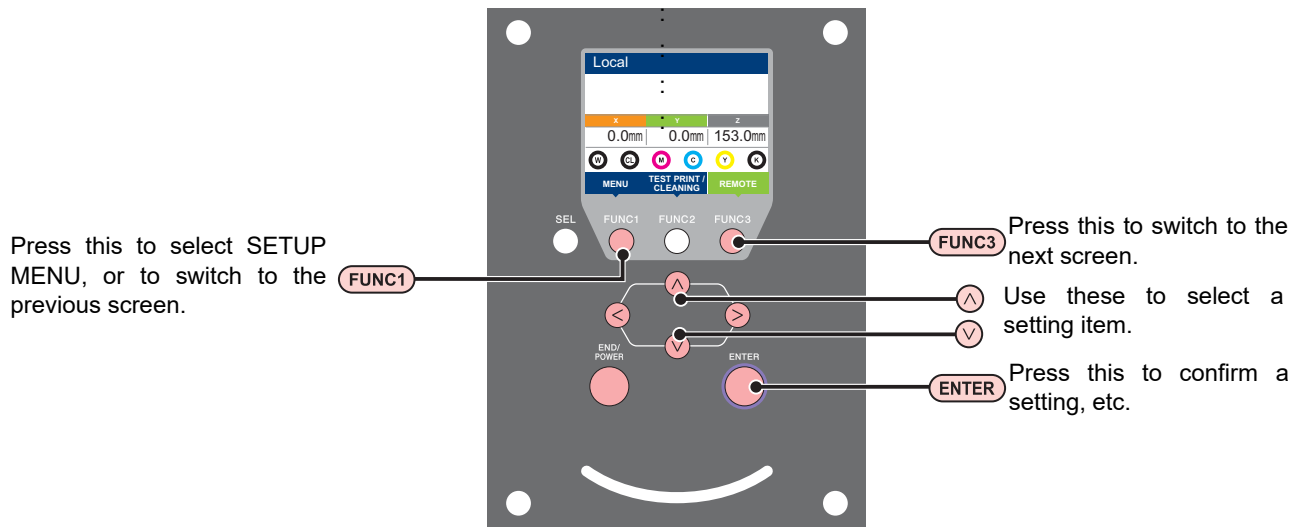 Local
X Y Z
0.0mm 0.0mm 153.0mm
W CL M C Y K
MENU TEST PRINT / CLEANING REMOTE
SEL FUNC1 FUNC2 FUNC3
Press this to select SETUP
MENU, or to switch to the
previous screen.
FUNC1
FUNC3
Press this to switch to the
next screen.
Use these to select a
setting item.
END/
POWER
ENTER
ENTER
Press this to confirm a
setting, etc.